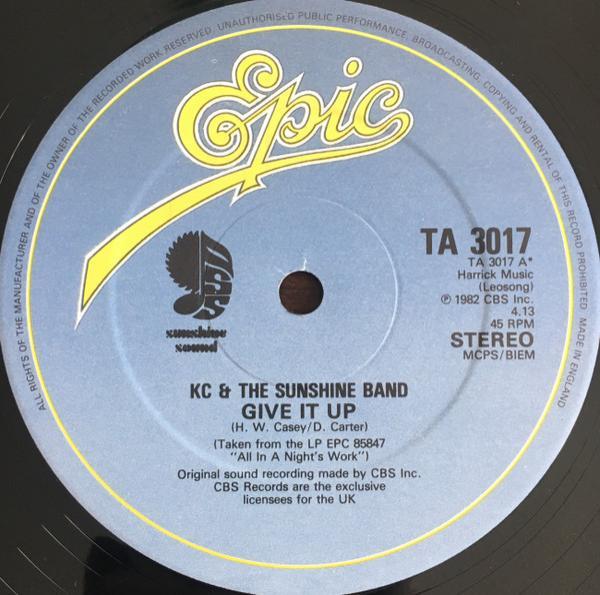 ALL RIGHTS OF THE MANUFACTURER AND OF THE OWNER OF THE RECORDED WORK RESERVED. UNAUTHORISED PUBLIC PERFORMANCE, BROADCASTING, COPYING AND RENTAL OF THIS RECORD PROHIBITED MADE IN ENGLAND
Epic
TSS
sunshine
sound
TA 3017
TA 3017 A*
Harrick Music
(Leosong)
℗ 1982 CBS Inc.
4.13
45 RPM
STEREO
MCPS/BIEM
KC & THE SUNSHINE BAND
GIVE IT UP
(H. W. Casey/D. Carter)
(Taken from the LP EPC 85847
"All In A Night's Work")
Original sound recording made by CBS Inc.
CBS Records are the exclusive
licensees for the UK